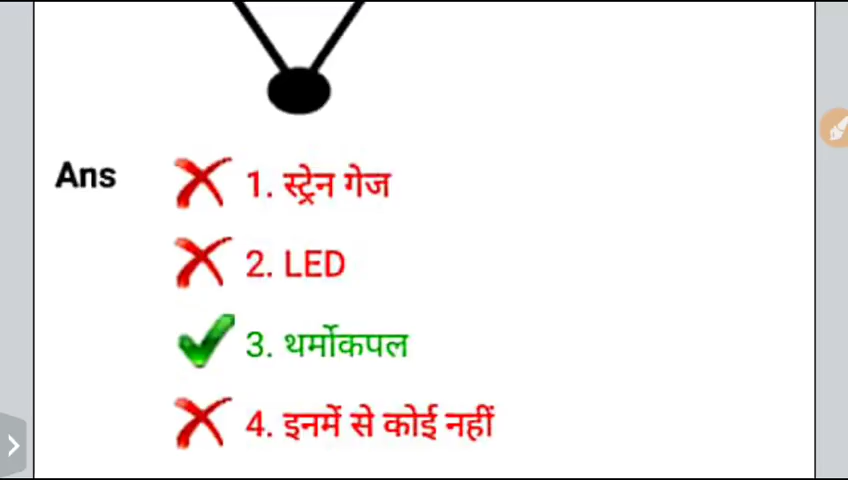 Ans 1. स्ट्रेन गेज
2. LED
3. थर्मोकपल
4. इनमें से कोई नहीं